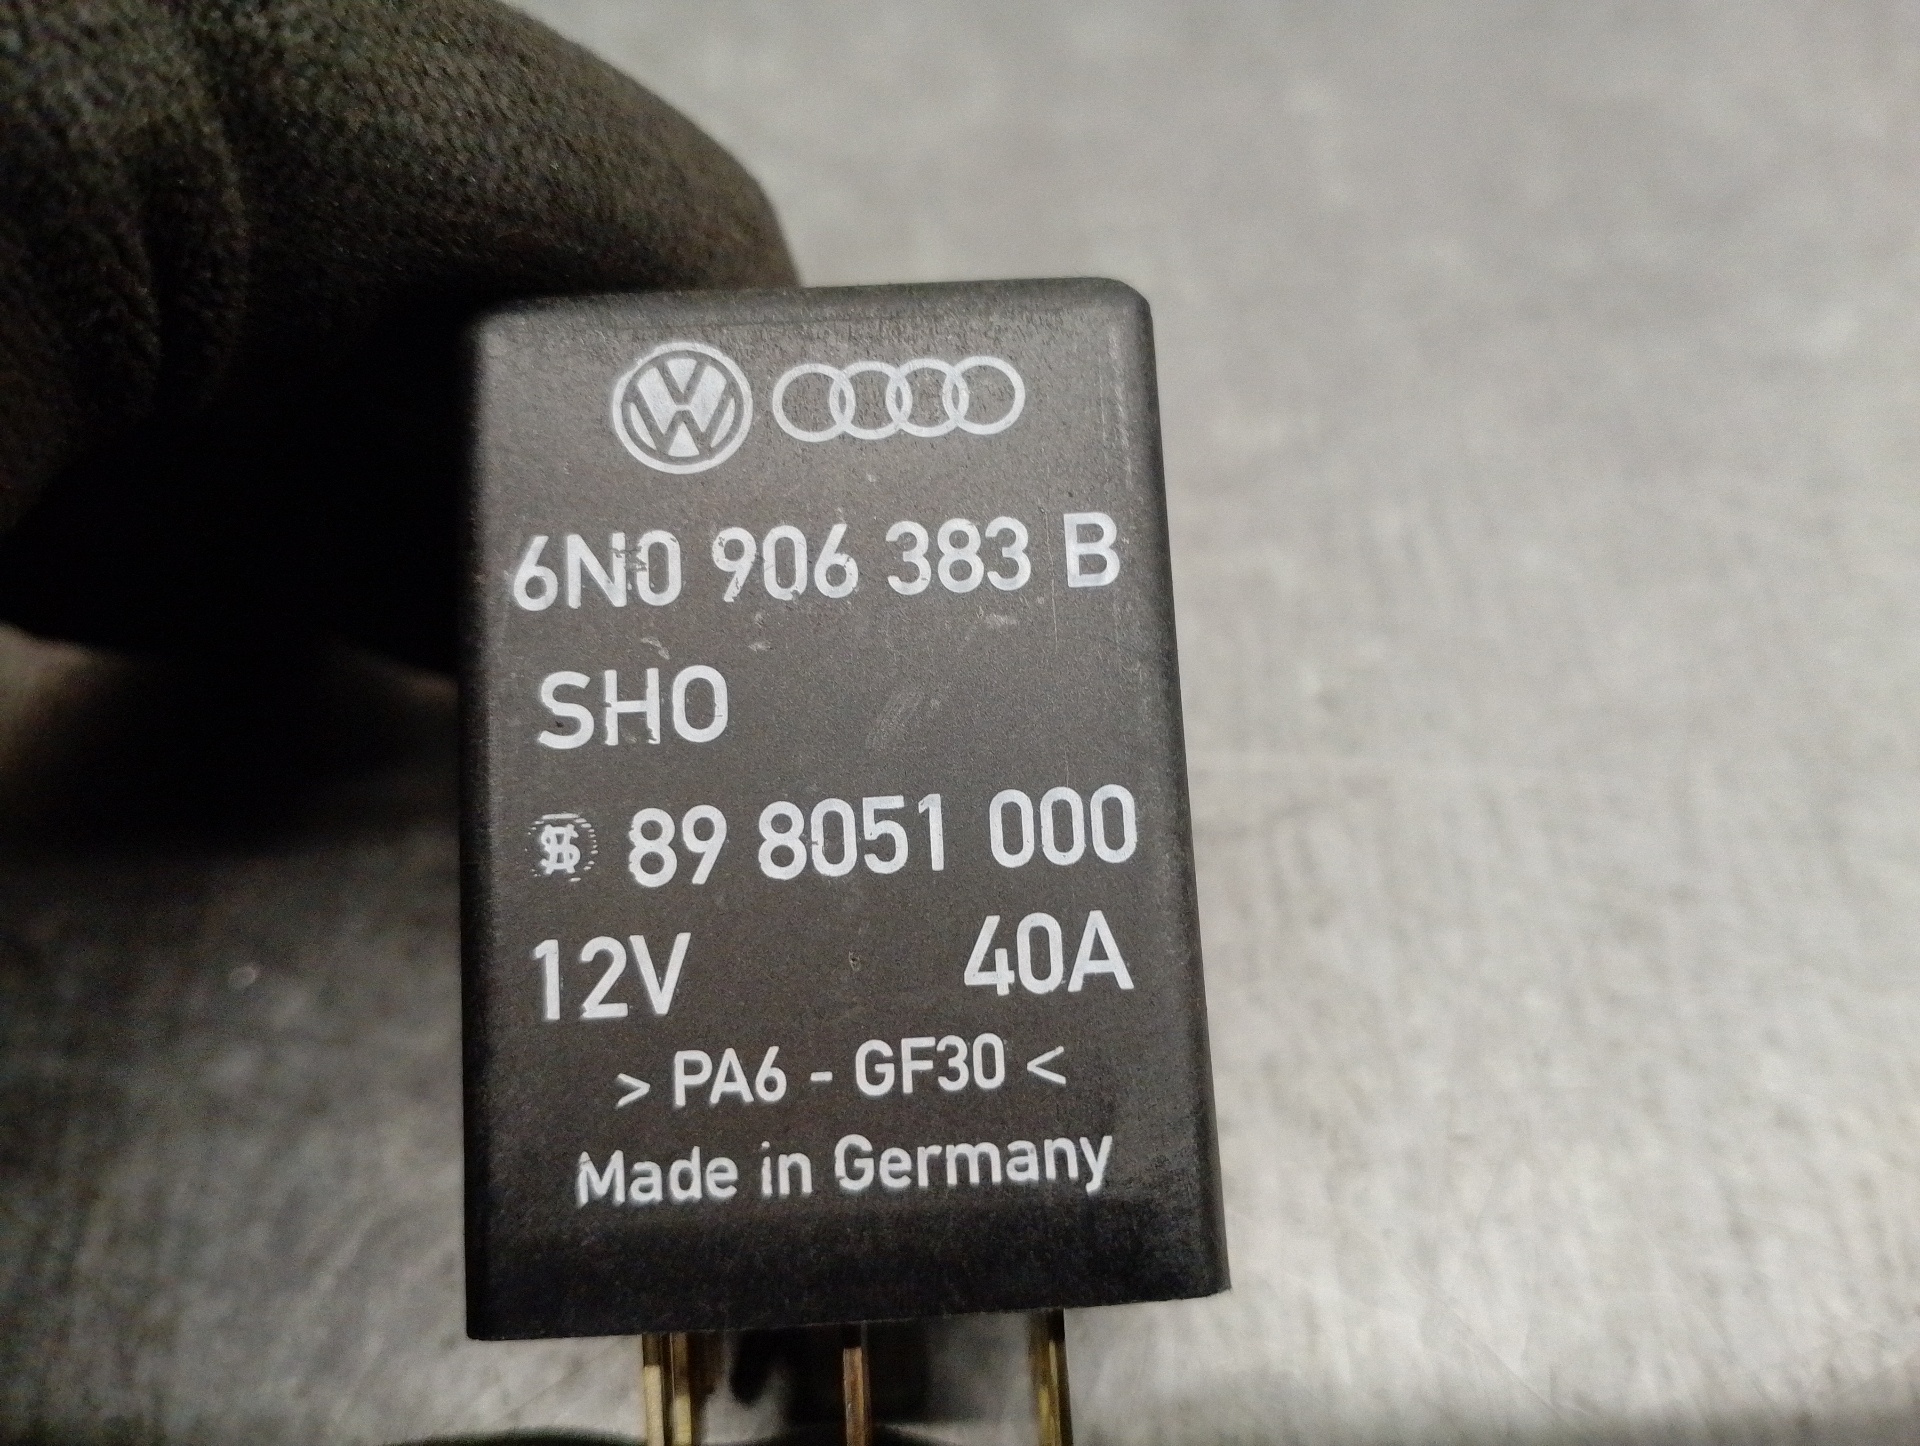 6N0 906 383 B
SHO
89 8051 000
12V 40A
> PA6 - GF30 <
Made in Germany